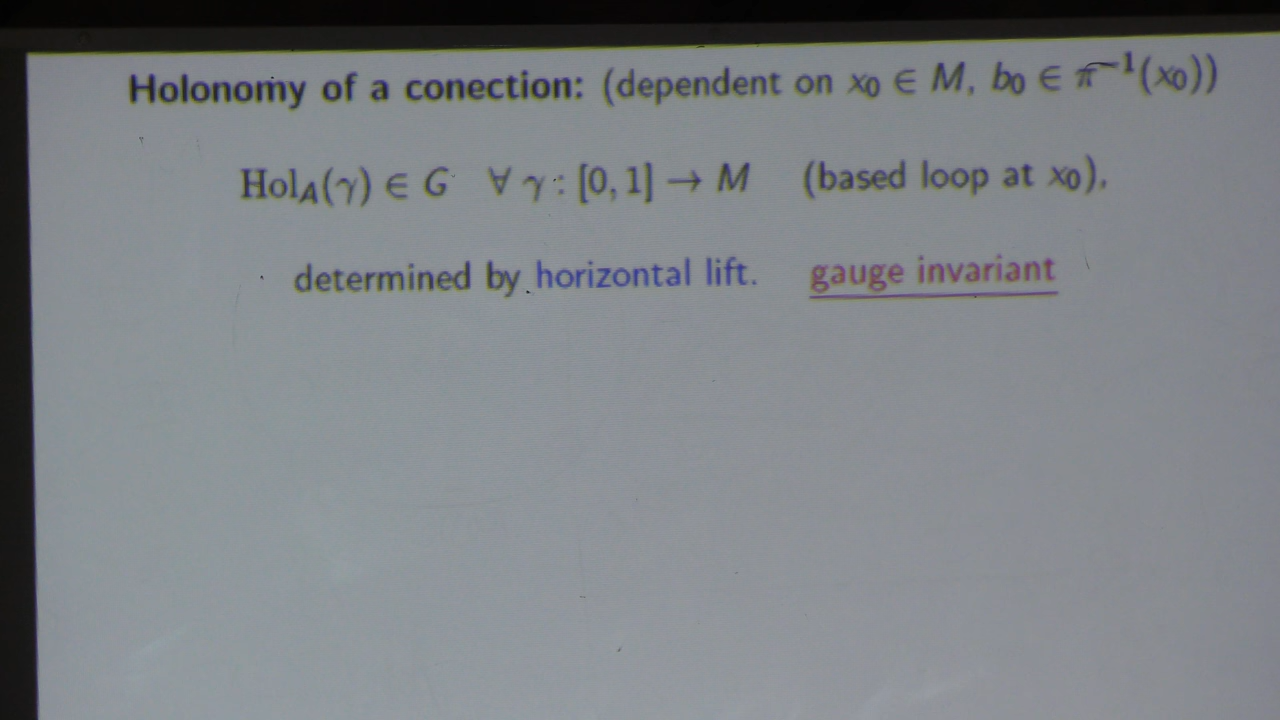 Holonomy of a conection: (dependent on x₀ ∈ M, b₀ ∈ π⁻¹(x₀))
Hol_A(γ) ∈ G ∀ γ : [0, 1] → M (based loop at x₀),
determined by horizontal lift. gauge invariant